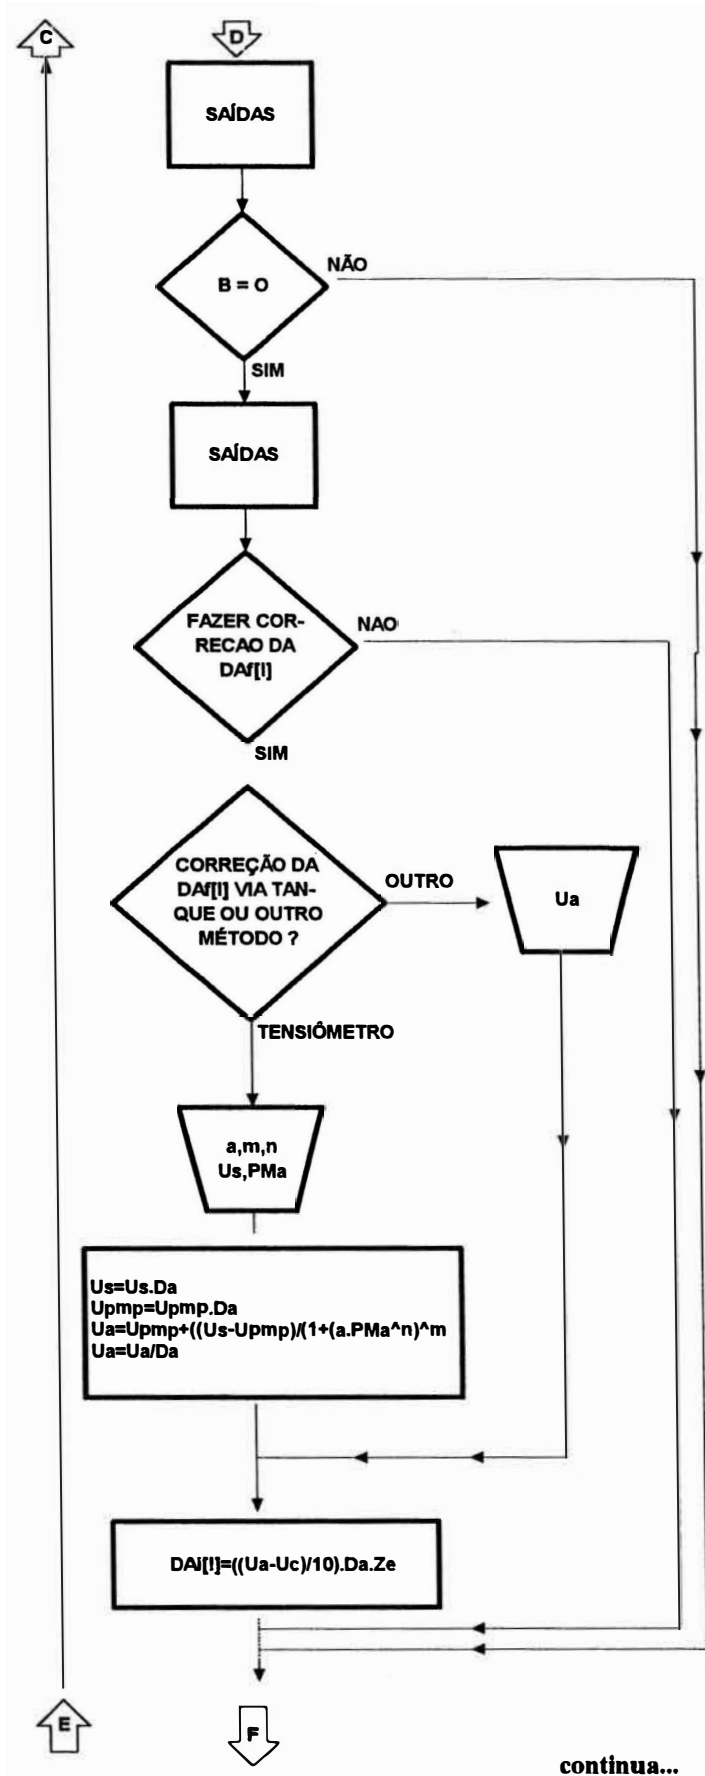 C
D
SAÍDAS
B = O
NÃO
SIM
SAÍDAS
FAZER COR-
RECAO DA
DAf[I]
NAO
SIM
CORREÇÃO DA
DAf[I] VIA TAN-
QUE OU OUTRO
MÉTODO ?
OUTRO
Ua
TENSIÔMETRO
a,m,n
Us,PMa
Us=Us.Da
Upmp=Upmp.Da
Ua=Upmp+((Us-Upmp)/(1+(a.PMa^n)^m
Ua=Ua/Da
DAi[!]=((Ua-Uc)/10).Da.Ze
E
F
continua...